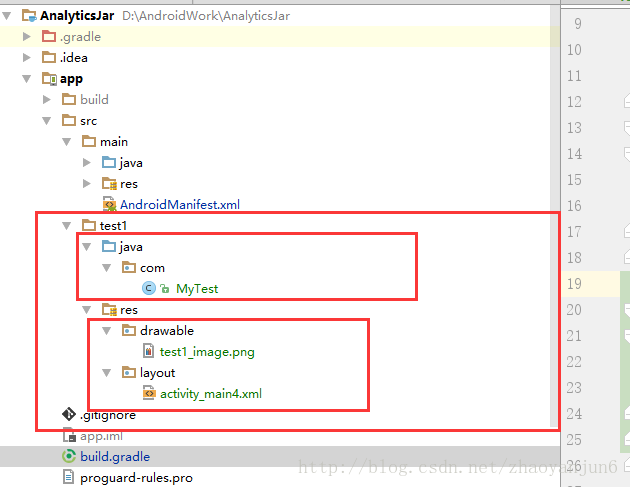 AnalyticsJar D:\AndroidWork\AnalyticsJar
.gradle
.idea
app
build
src
main
java
res
AndroidManifest.xml
test1
java
com
MyTest
res
drawable
test1_image.png
layout
activity_main4.xml
.gitignore
app.iml
build.gradle
proguard-rules.pro
9
10
11
12
13
14
15
16
17
18
19
20
21
22
23
24
25
26
http://blog.csdn.net/zhaoyanjun6